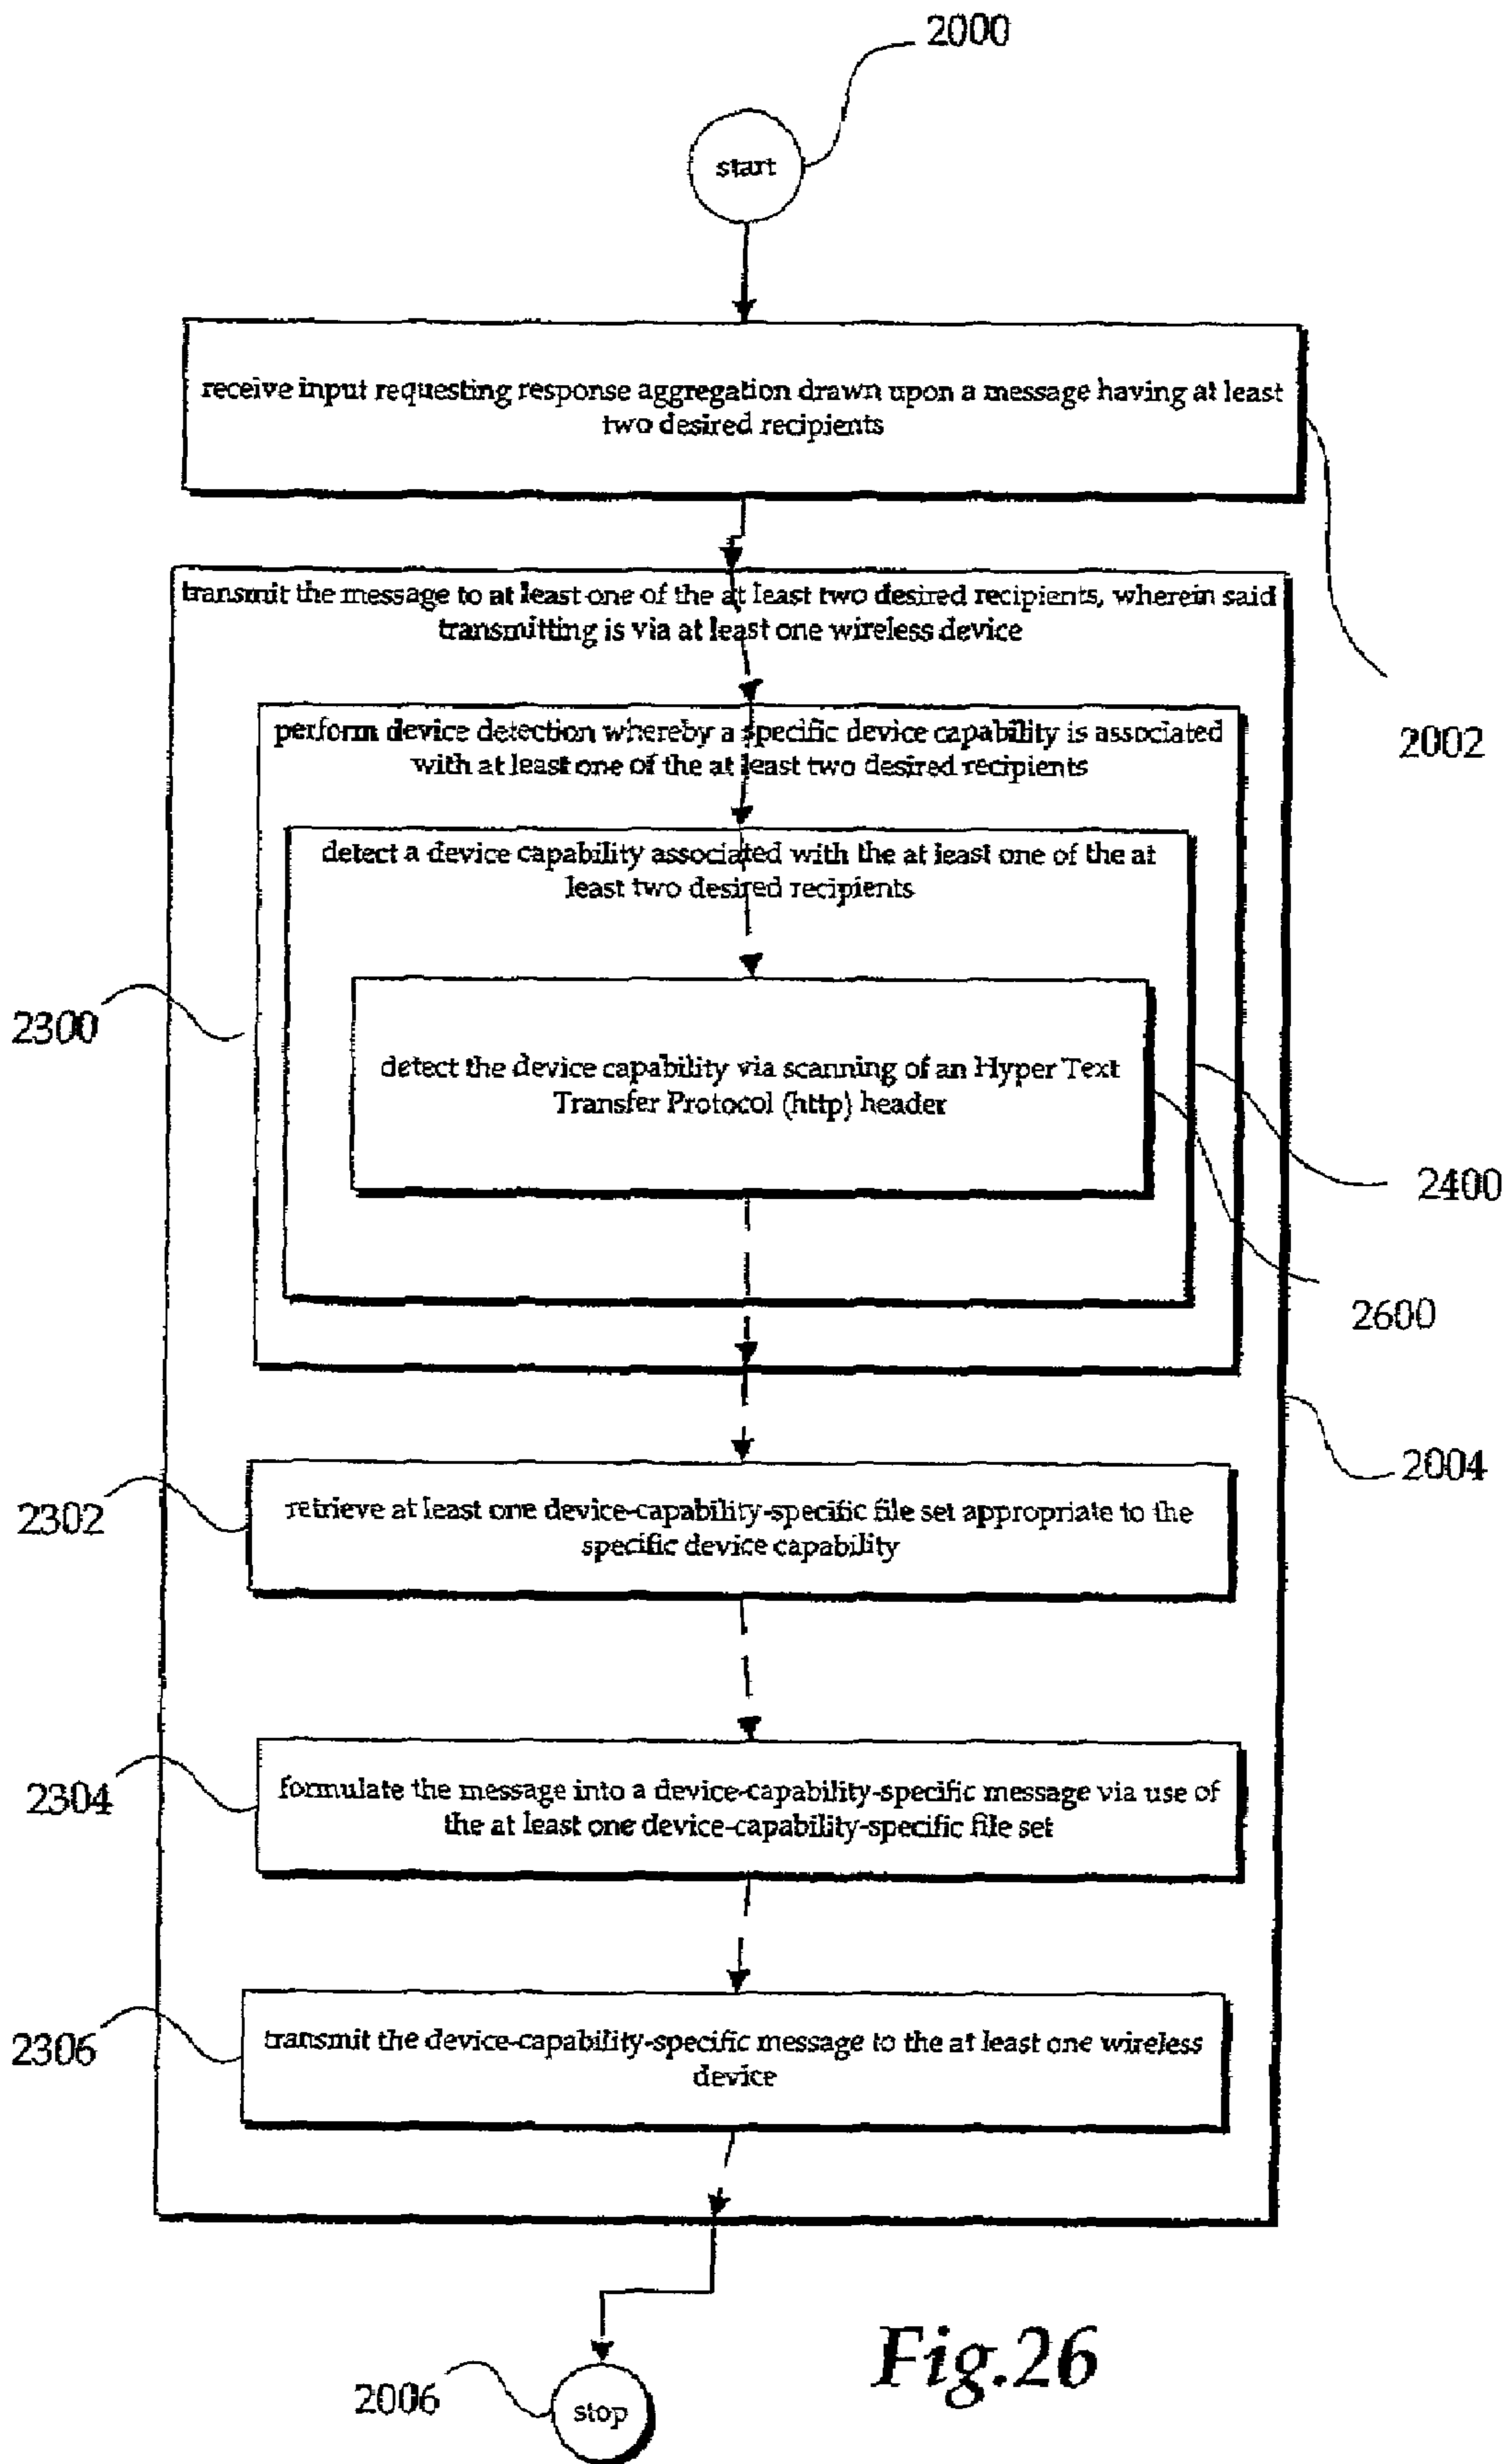 2000
start
receive input requesting response aggregation drawn upon a message having at least
two desired recipients
2002
transmit the message to at least one of the at least two desired recipients, wherein said
transmitting is via at least one wireless device
perform device detection whereby a specific device capability is associated
with at least one of the at least two desired recipients
detect a device capability associated with the at least one of the at
least two desired recipients
2300
detect the device capability via scanning of an Hyper Text
Transfer Protocol (http) header
2400
2600
2004
2302
retrieve at least one device-capability-specific file set appropriate to the
specific device capability
2304
formulate the message into a device-capability-specific message via use of
the at least one device-capability-specific file set
2306
transmit the device-capability-specific message to the at least one wireless
device
Fig.26
2006
stop